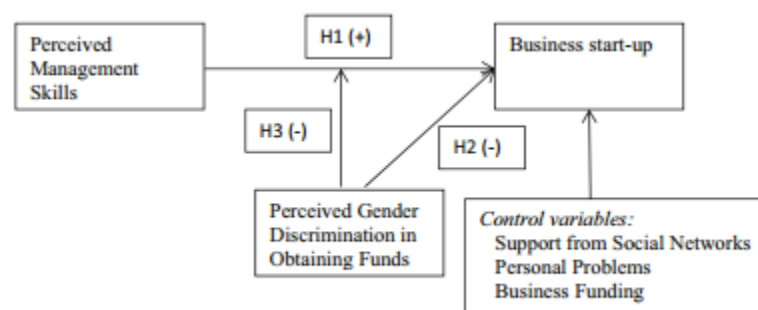 Perceived
Management
Skills
H1 (+)
Business start-up
H3 (-)
H2 (-)
Perceived Gender
Discrimination in
Obtaining Funds
Control variables:
Support from Social Networks
Personal Problems
Business Funding